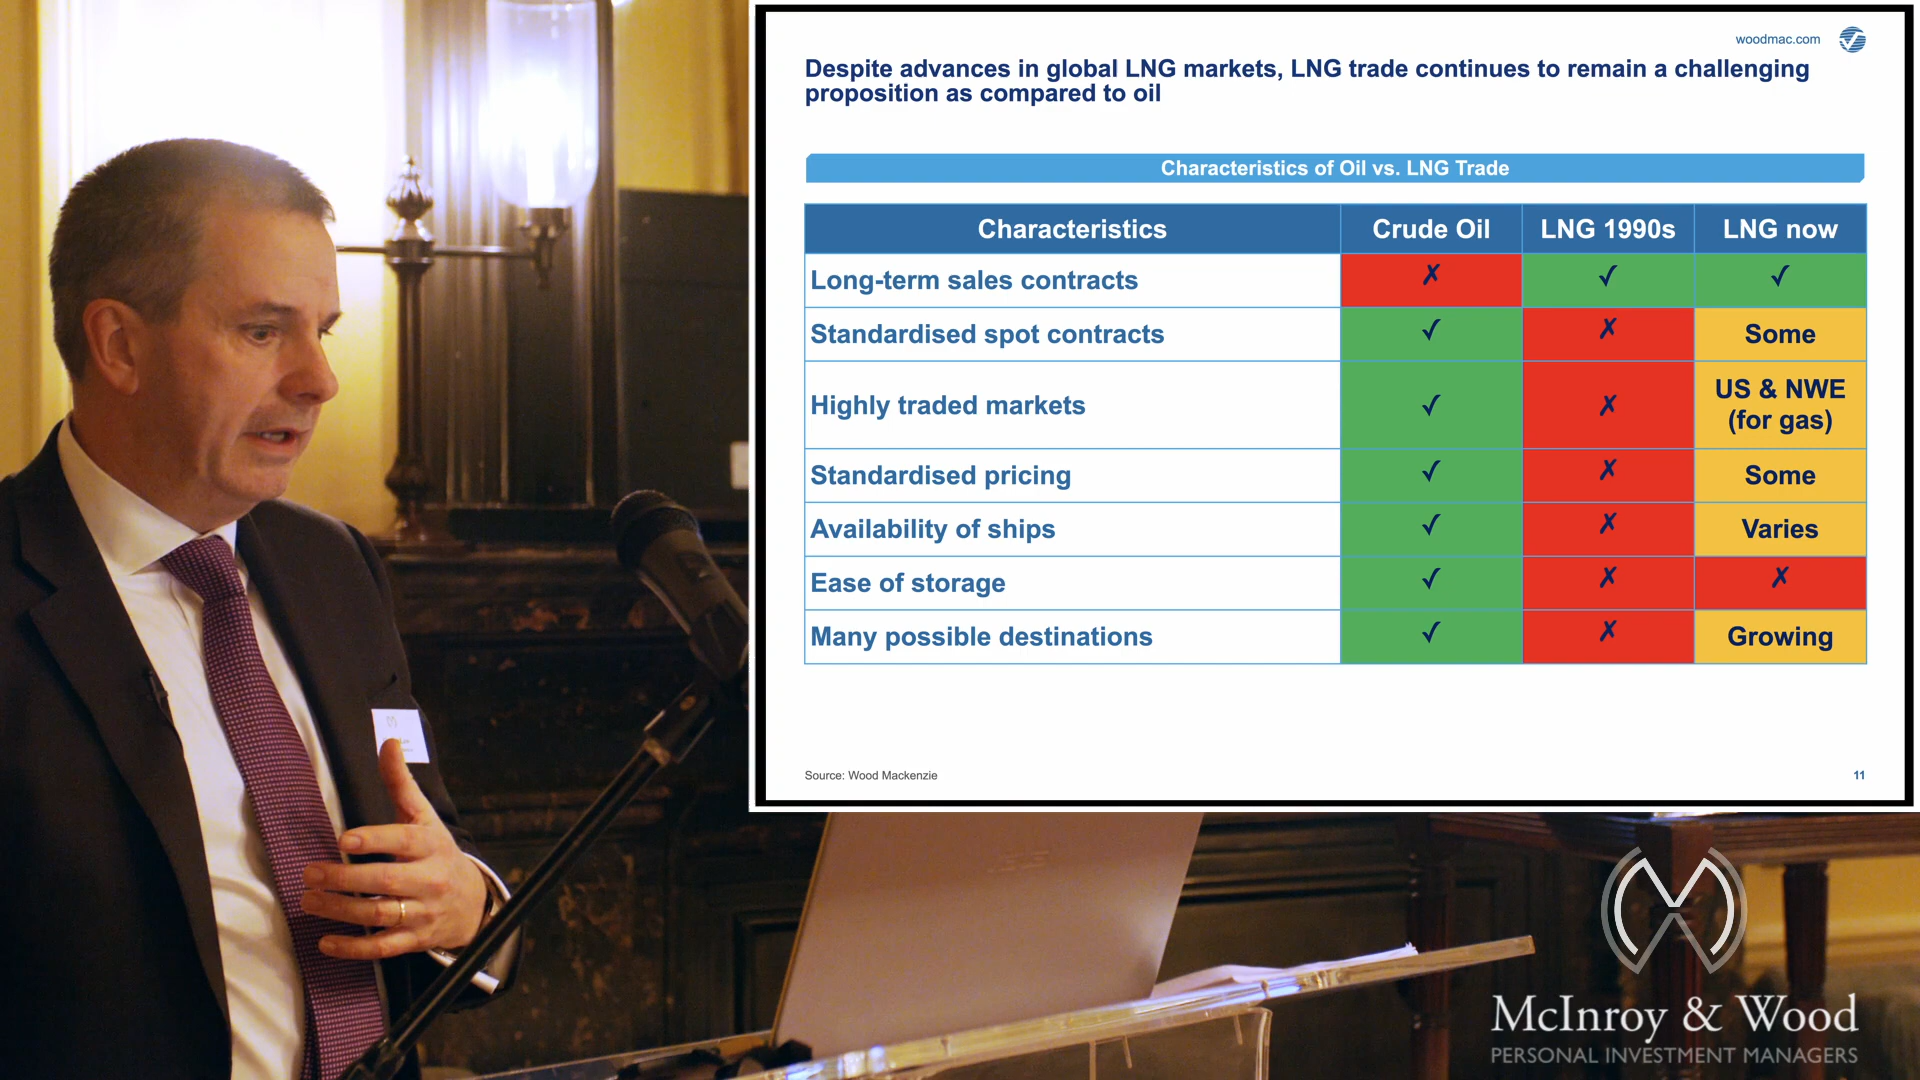 woodmac.com
Despite advances in global LNG markets, LNG trade continues to remain a challenging
proposition as compared to oil
Characteristics of Oil vs. LNG Trade
Characteristics Crude Oil LNG 1990s LNG now
Long-term sales contracts ✗ ✓ ✓
Standardised spot contracts ✓ ✗ Some
Highly traded markets ✓ ✗ US & NWE
(for gas)
Standardised pricing ✓ ✗ Some
Availability of ships ✓ ✗ Varies
Ease of storage ✓ ✗ ✗
Many possible destinations ✓ ✗ Growing
Source: Wood Mackenzie
11
McInroy & Wood
PERSONAL INVESTMENT MANAGERS